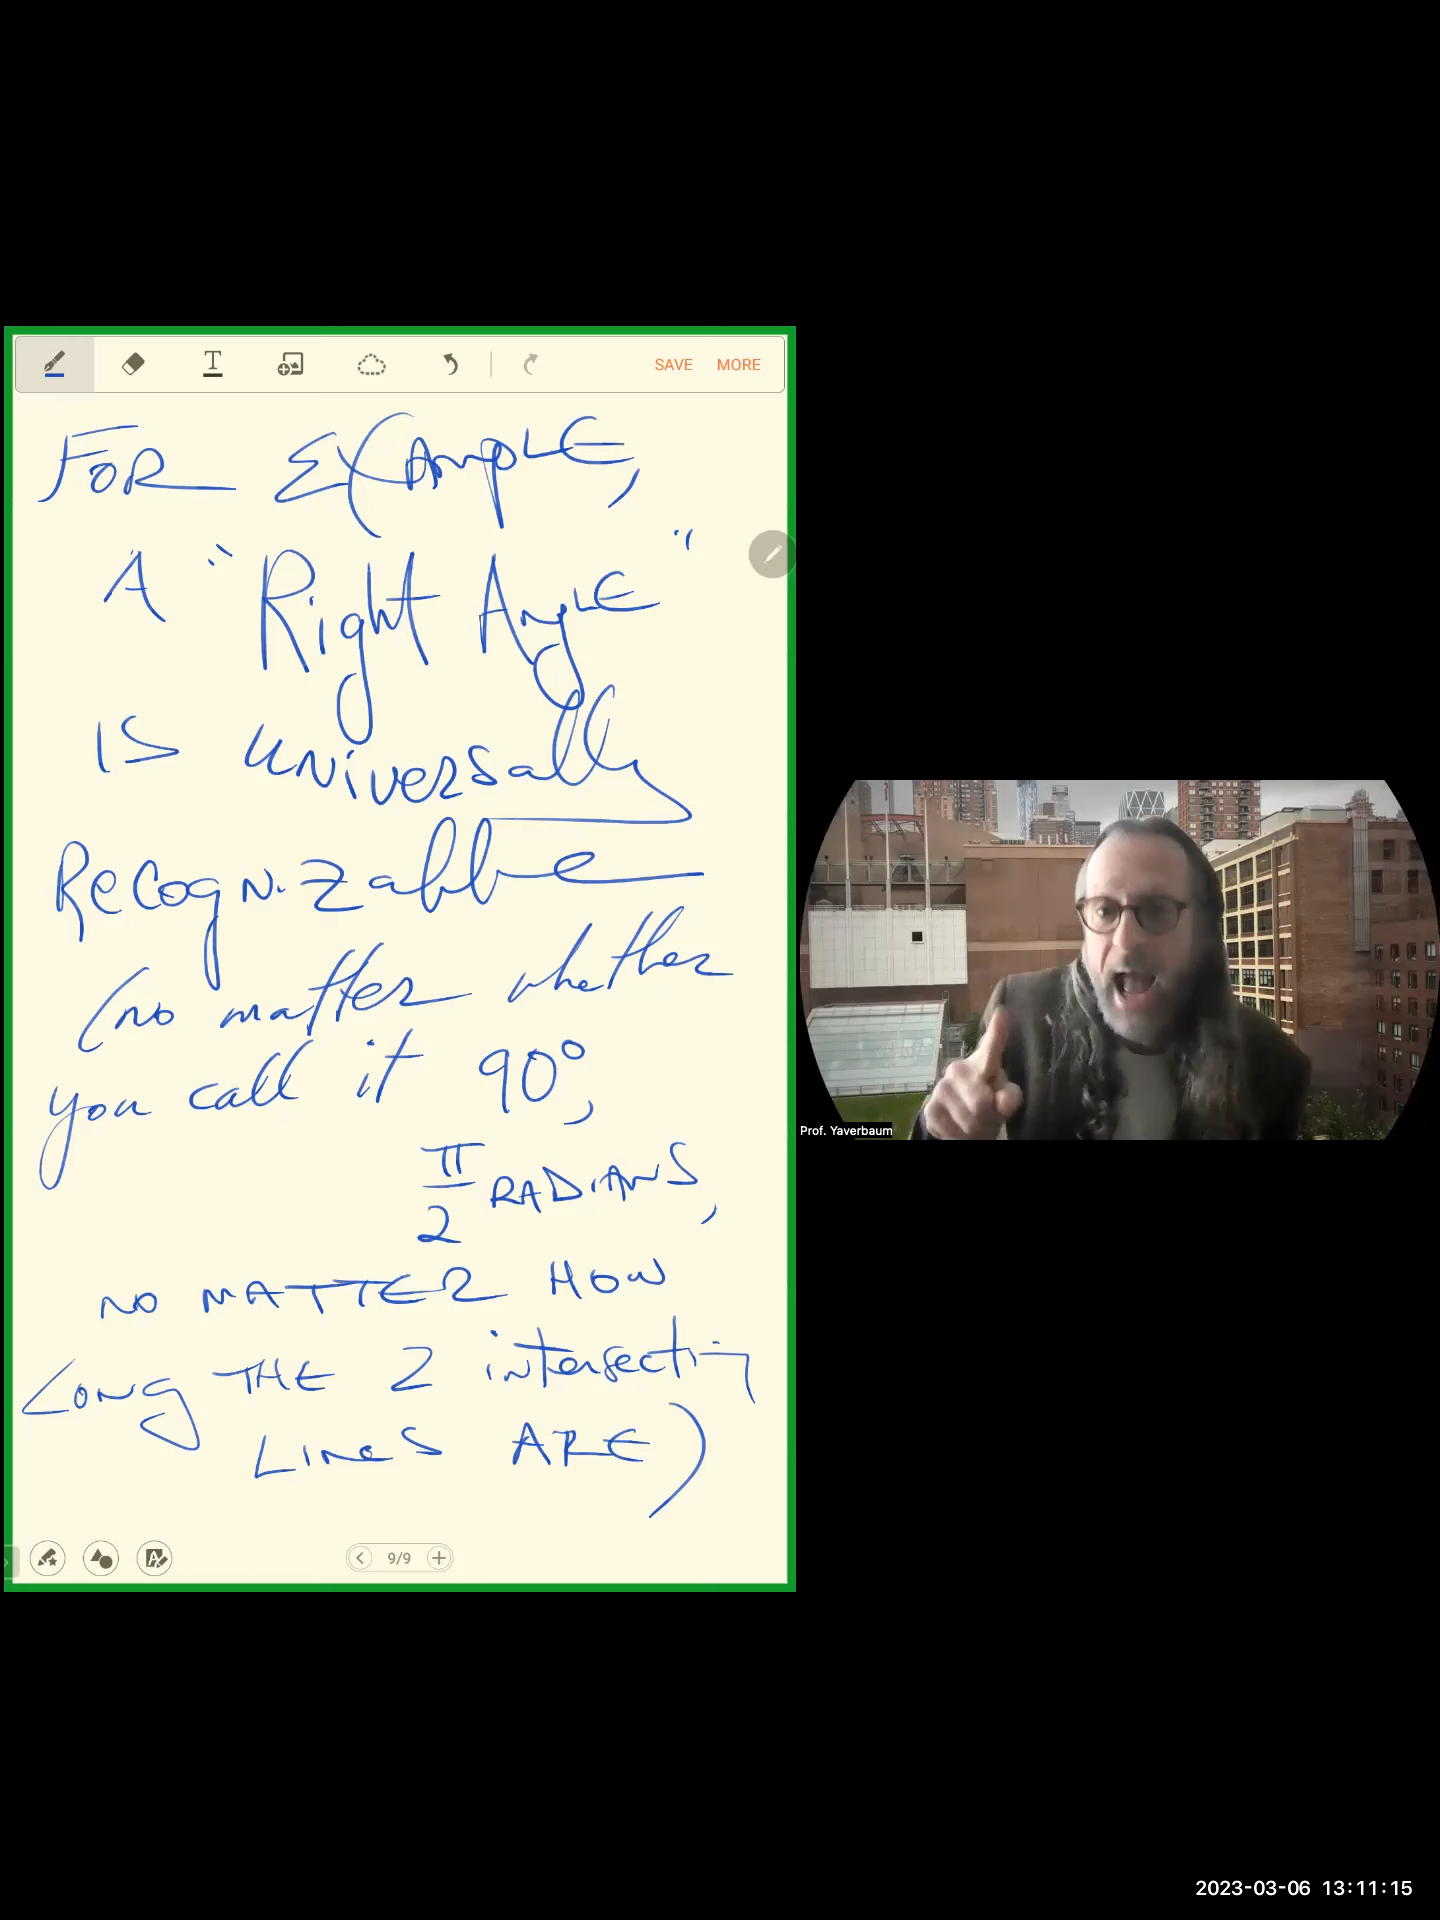 T
SAVE MORE
FOR EXAMPLE,
A "Right AngLE"
IS universally
Recognizable
(no matter whether
you call it 90°,
π/2 RADIANS,
NO MATTER HOW
LONG THE 2 intersecting
LINES ARE)
A
9/9
Prof. Yaverbaum
2023-03-06 13:11:15